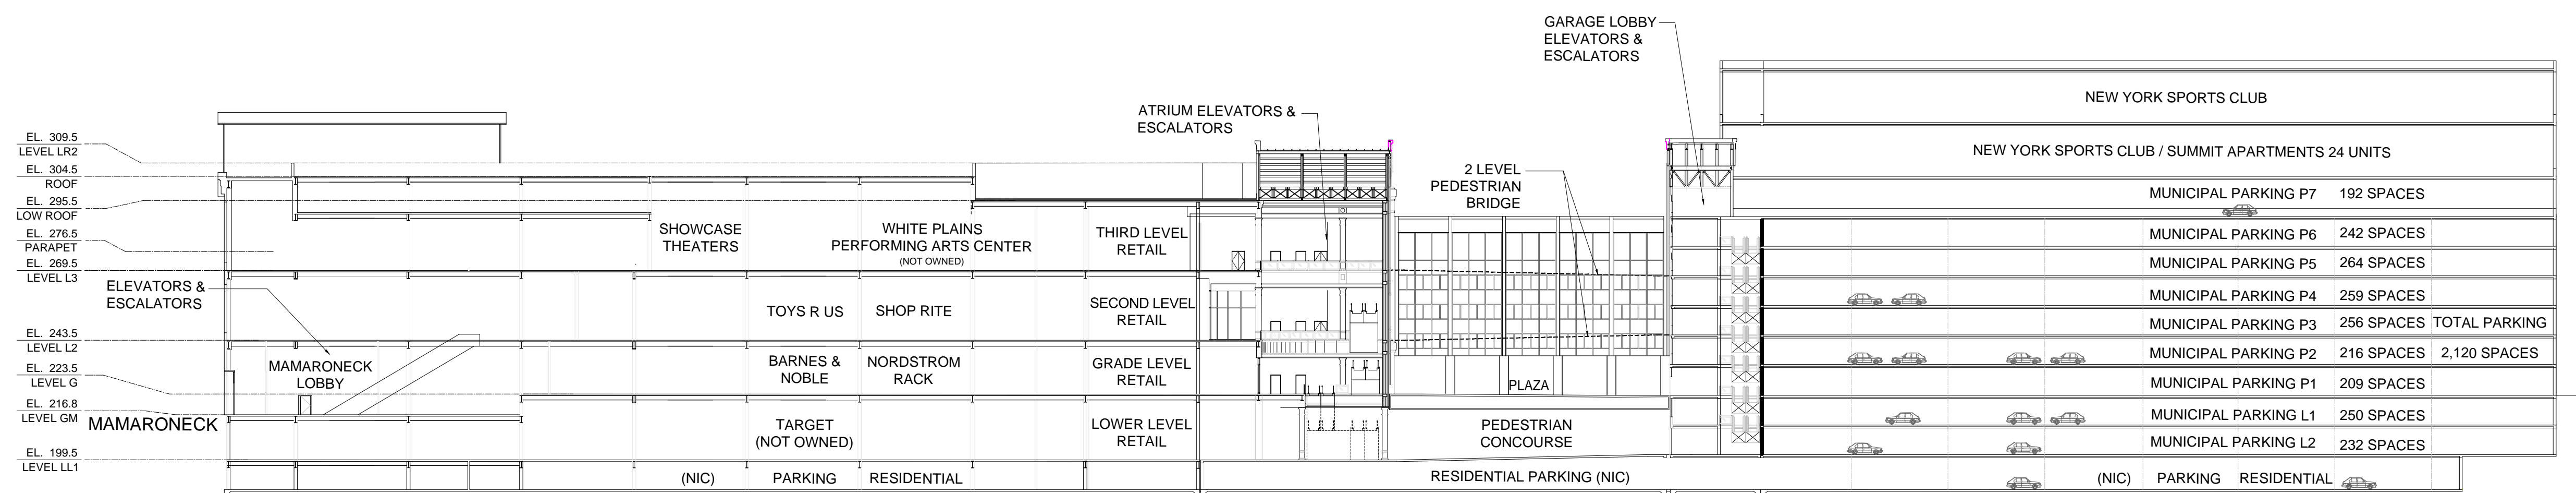 GARAGE LOBBY
ELEVATORS &
ESCALATORS
NEW YORK SPORTS CLUB
ATRIUM ELEVATORS &
ESCALATORS
EL. 309.5
LEVEL LR2
EL. 304.5
ROOF
EL. 295.5
LOW ROOF
EL. 276.5
PARAPET
EL. 269.5
LEVEL L3
EL. 243.5
LEVEL L2
EL. 223.5
LEVEL G
EL. 216.8
LEVEL GM
EL. 199.5
LEVEL LL1
MAMARONECK
ELEVATORS &
ESCALATORS
MAMARONECK
LOBBY
SHOWCASE
THEATERS
WHITE PLAINS
PERFORMING ARTS CENTER
(NOT OWNED)
THIRD LEVEL
RETAIL
TOYS R US
SHOP RITE
SECOND LEVEL
RETAIL
BARNES &
NOBLE
NORDSTROM
RACK
GRADE LEVEL
RETAIL
TARGET
(NOT OWNED)
LOWER LEVEL
RETAIL
(NIC) PARKING RESIDENTIAL
2 LEVEL
PEDESTRIAN
BRIDGE
PLAZA
PEDESTRIAN
CONCOURSE
RESIDENTIAL PARKING (NIC)
NEW YORK SPORTS CLUB / SUMMIT APARTMENTS 24 UNITS
MUNICIPAL PARKING P7 192 SPACES
MUNICIPAL PARKING P6 242 SPACES
MUNICIPAL PARKING P5 264 SPACES
MUNICIPAL PARKING P4 259 SPACES
MUNICIPAL PARKING P3 256 SPACES TOTAL PARKING
MUNICIPAL PARKING P2 216 SPACES 2,120 SPACES
MUNICIPAL PARKING P1 209 SPACES
MUNICIPAL PARKING L1 250 SPACES
MUNICIPAL PARKING L2 232 SPACES
(NIC) PARKING RESIDENTIAL